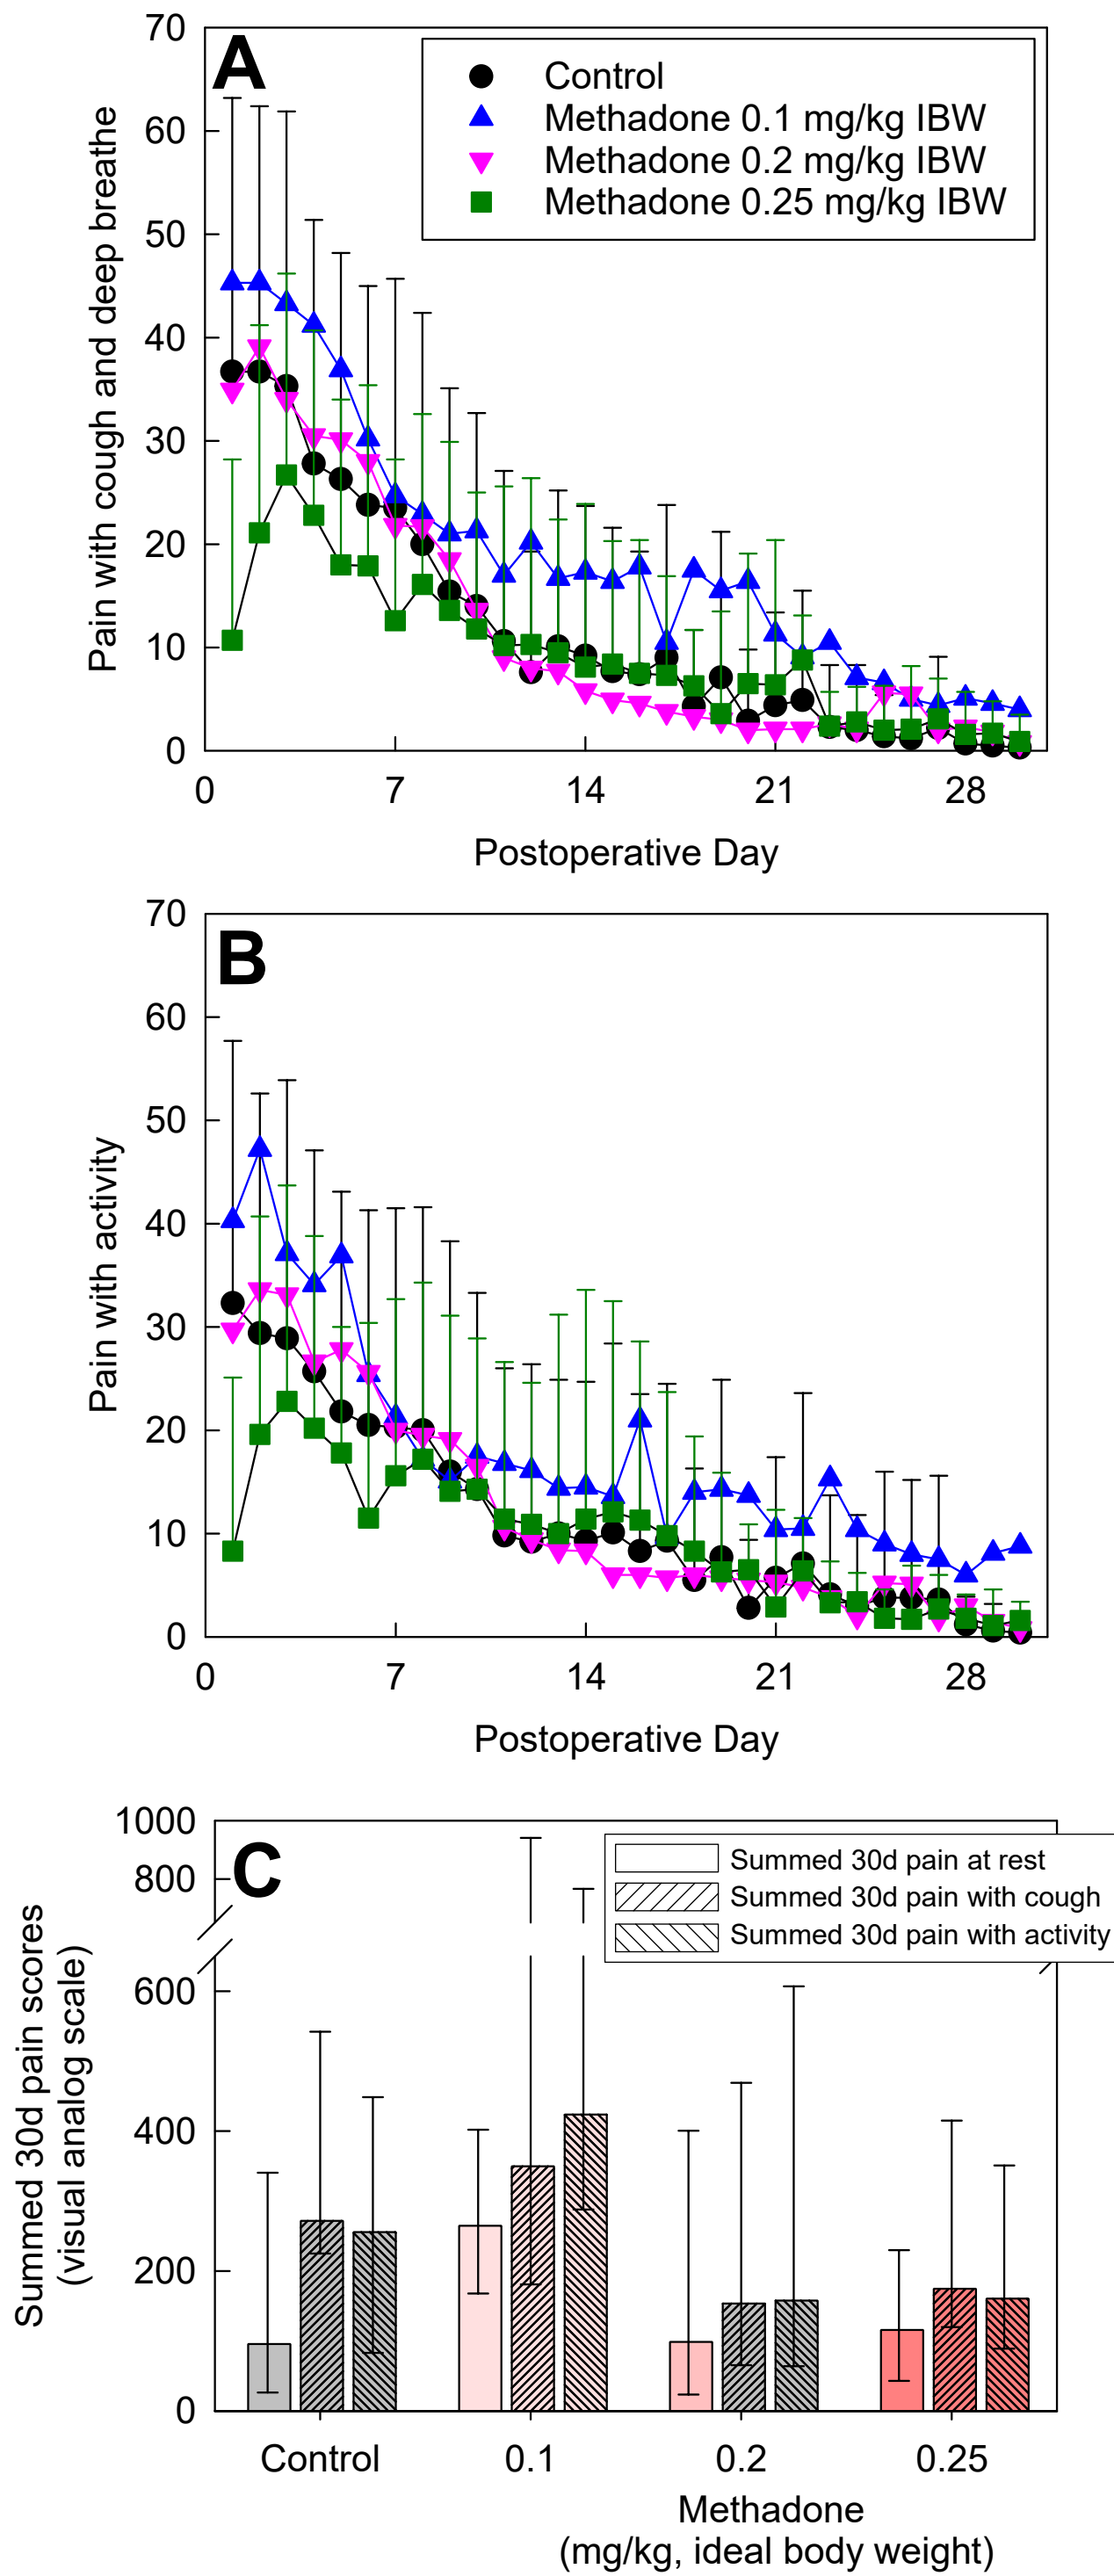 A
70
60
50
40
30
20
10
0
Pain with cough and deep breathe
Control
Methadone 0.1 mg/kg IBW
Methadone 0.2 mg/kg IBW
Methadone 0.25 mg/kg IBW
0 7 14 21 28
Postoperative Day
B
70
60
50
40
30
20
10
0
Pain with activity
0 7 14 21 28
Postoperative Day
C
1000
800
600
400
200
0
Summed 30d pain scores
(visual analog scale)
Summed 30d pain at rest
Summed 30d pain with cough
Summed 30d pain with activity
Control 0.1 0.2 0.25
Methadone
(mg/kg, ideal body weight)